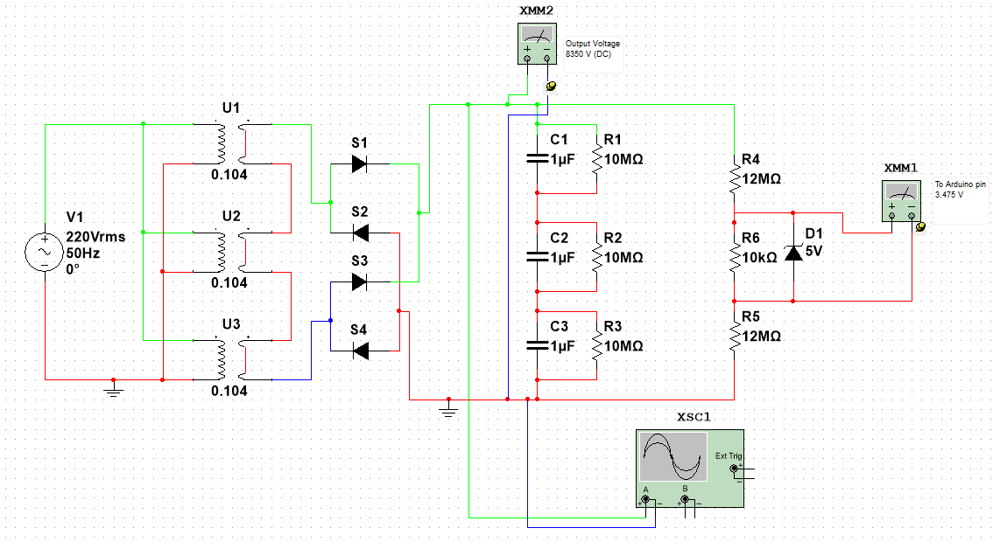 XMM2
Output Voltage
8350 V (DC)
U1
0.104
S1
C1
1µF
R1
10MΩ
R4
12MΩ
XMM1
To Arduino pin
3.475 V
V1
220Vrms
50Hz
0°
U2
0.104
S2
S3
C2
1µF
R2
10MΩ
R6
10kΩ
D1
5V
U3
0.104
S4
C3
1µF
R3
10MΩ
R5
12MΩ
XSC1
Ext Trig
A
B